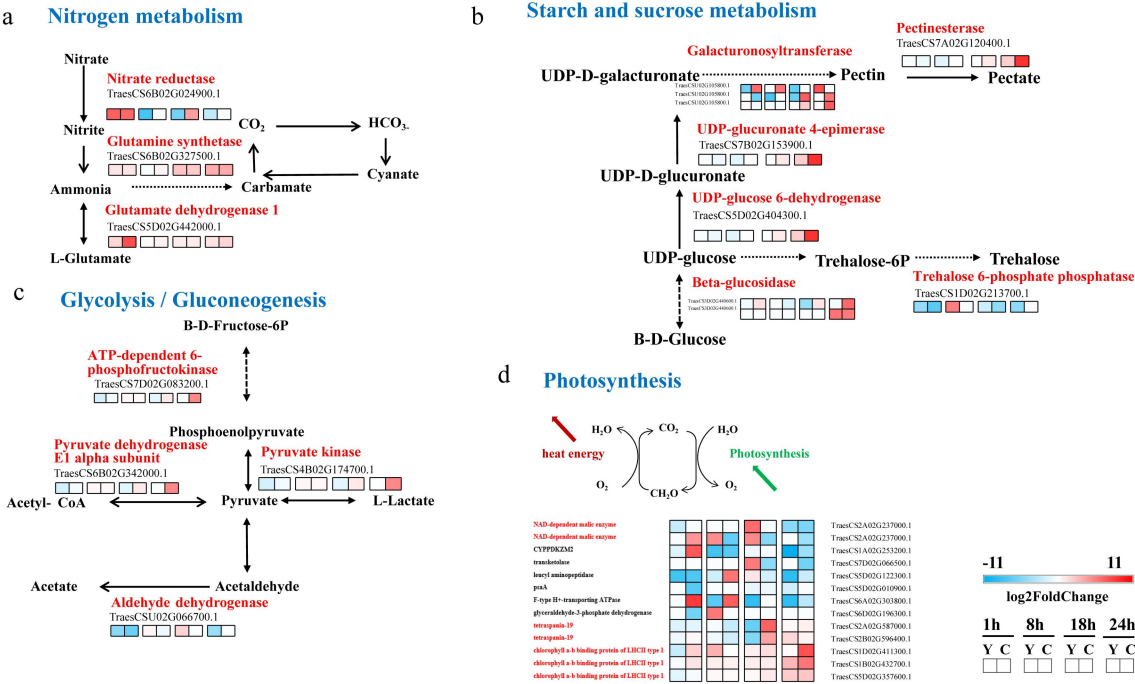 a
Nitrogen metabolism
Nitrate
Nitrate reductase
TraesCS6B02G024900.1
Nitrite
CO2
HCO3-
Glutamine synthetase
TraesCS6B02G327500.1
Cyanate
Ammonia
Carbamate
Glutamate dehydrogenase 1
TraesCS5D02G442000.1
L-Glutamate
b
Starch and sucrose metabolism
Pectinesterase
TraesCS7A02G120400.1
Galacturonosyltransferase
UDP-D-galacturonate
Pectin
Pectate
TraesCSU02G105800.1
TraesCSU02G105800.1
TraesCSU02G105800.1
UDP-glucuronate 4-epimerase
TraesCS7B02G153900.1
UDP-D-glucuronate
UDP-glucose 6-dehydrogenase
TraesCS5D02G404300.1
UDP-glucose
Trehalose-6P
Trehalose
Beta-glucosidase
Trehalose 6-phosphate phosphatase
TraesCS1D02G213700.1
B-D-Glucose
c
Glycolysis / Gluconeogenesis
B-D-Fructose-6P
ATP-dependent 6-
phosphofructokinase
TraesCS7D02G083200.1
Phosphoenolpyruvate
Pyruvate dehydrogenase
E1 alpha subunit
TraesCS6B02G342000.1
Pyruvate kinase
TraesCS4B02G174700.1
Acetyl- CoA
Pyruvate
L-Lactate
Acetate
Acetaldehyde
Aldehyde dehydrogenase
TraesCSU02G066700.1
d
Photosynthesis
H2O
CO2
H2O
heat energy
Photosynthesis
O2
CH2O
O2
NAD-dependent malic enzyme TraesCS2A02G237000.1
NAD-dependent malic enzyme TraesCS2A02G237000.1
CYPPDKZM2 TraesCS1A02G253200.1
transketolase TraesCS7D02G066500.1
leucyl aminopeptidase TraesCS5D02G122300.1
psaA TraesCS5D02G010900.1
F-type H+-transporting ATPase TraesCS6A02G303800.1
glyceraldehyde-3-phosphate dehydrogenase TraesCS6D02G196300.1
tetraspanin-19 TraesCS2A02G587000.1
tetraspanin-19 TraesCS2B02G596400.1
chlorophyll a-b binding protein of LHCII type 1 TraesCS1D02G411300.1
chlorophyll a-b binding protein of LHCII type 1 TraesCS1B02G432700.1
chlorophyll a-b binding protein of LHCII type 1 TraesCS5D02G357600.1
-11 11
log2FoldChange
1h 8h 18h 24h
Y C Y C Y C Y C